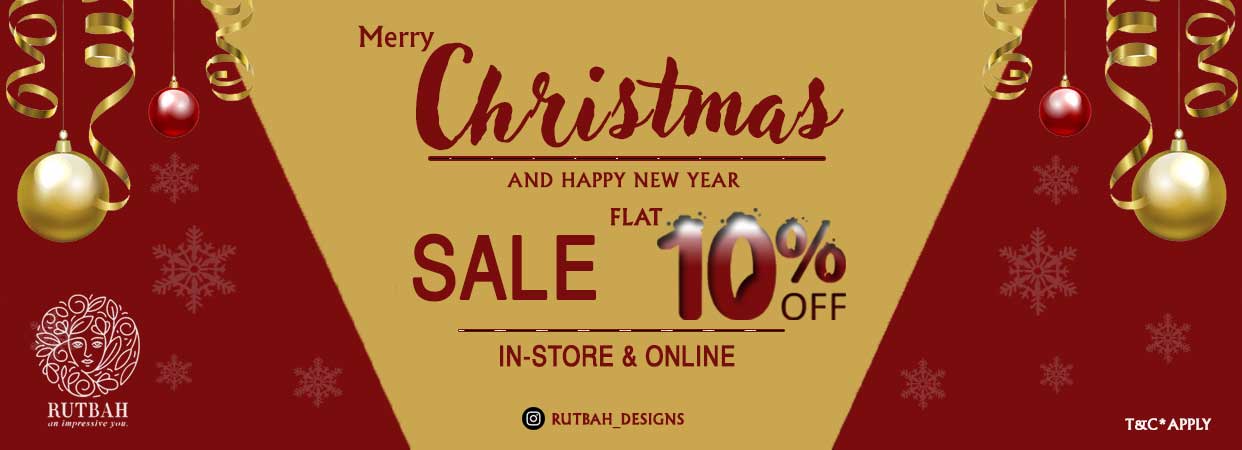 Merry
Christmas
AND HAPPY NEW YEAR
SALE FLAT 10% OFF
IN-STORE & ONLINE
RUTBAH_DESIGNS
RUTBAH
an impressive you.
T&C*APPLY